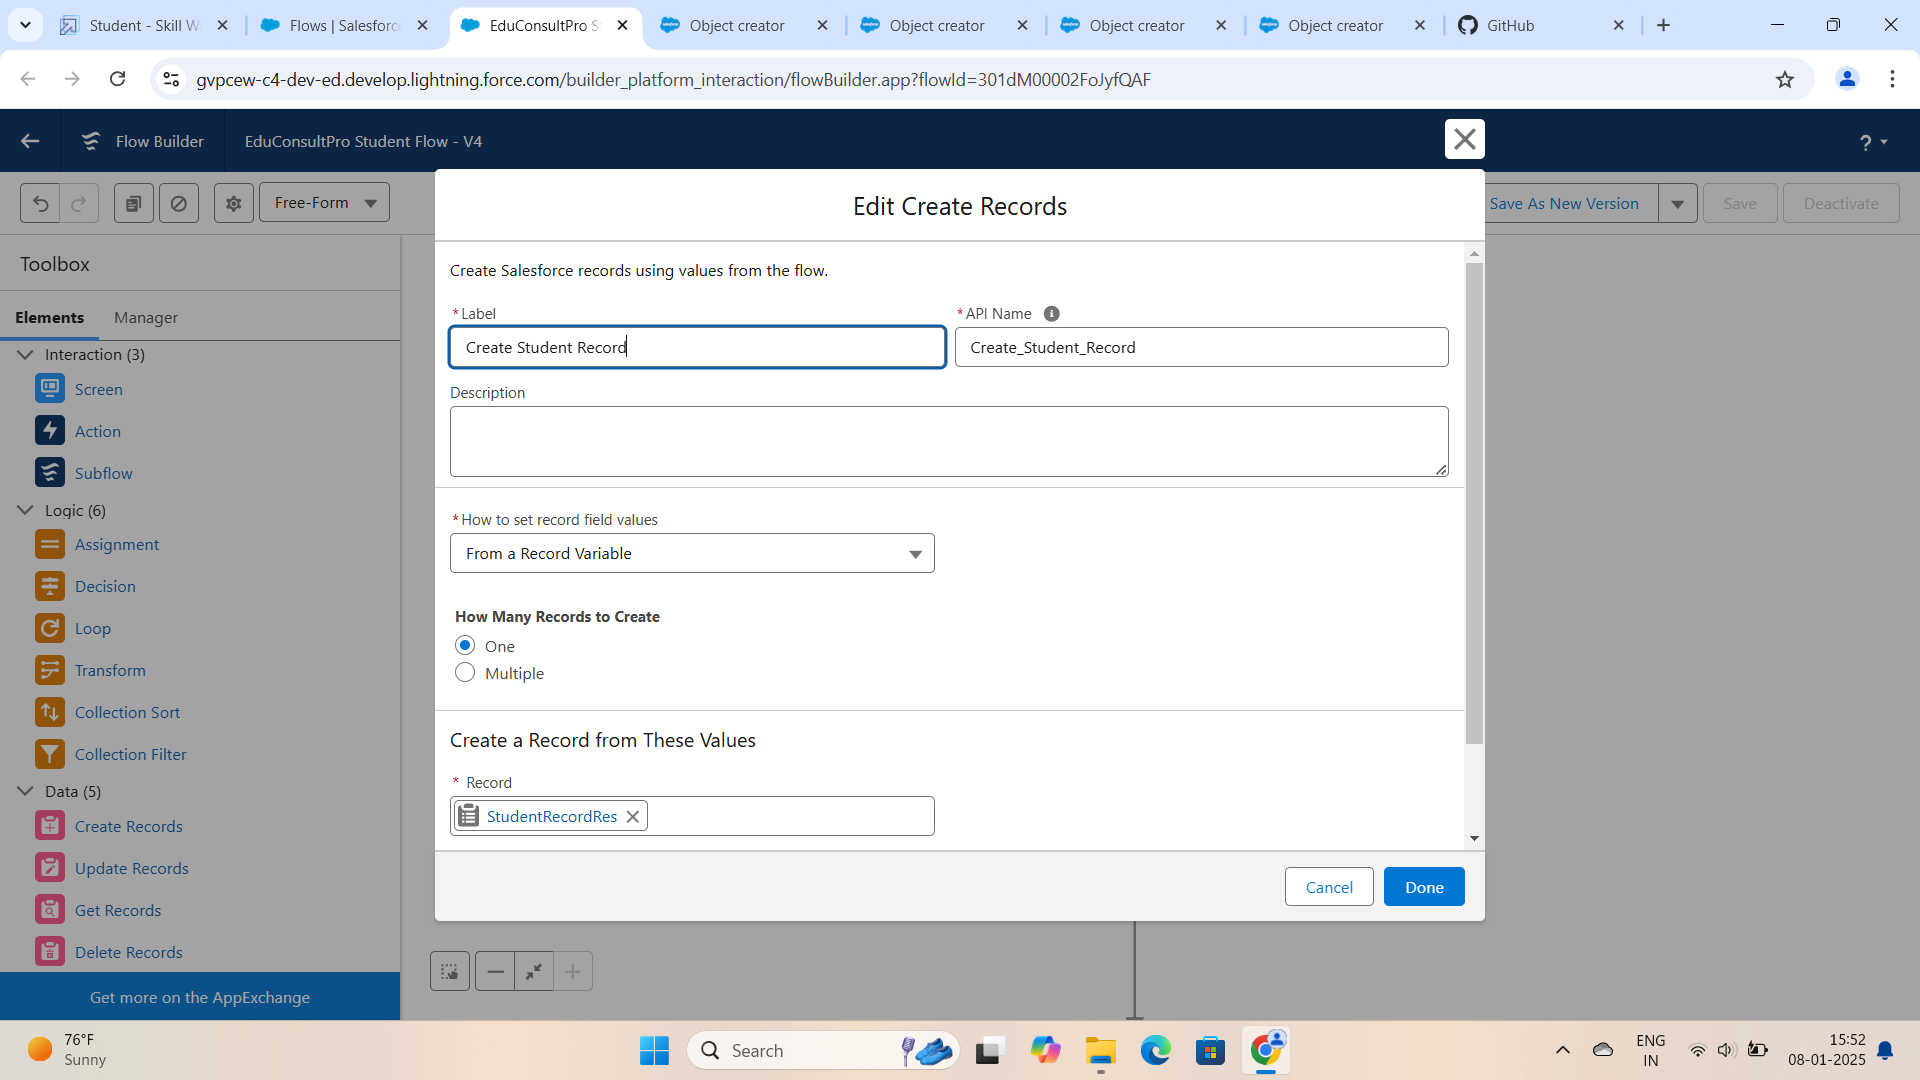 Student - Skill W
Flows | Salesforce
EduConsultPro S
Object creator
Object creator
Object creator
Object creator
GitHub
gvpcew-c4-dev-ed.develop.lightning.force.com/builder_platform_interaction/flowBuilder.app?flowId=301dM00002FoJyfQAF
Flow Builder
EduConsultPro Student Flow - V4
?
Free-Form
Save As New Version
Save
Deactivate
Toolbox
Elements
Manager
Interaction (3)
Screen
Action
Subflow
Logic (6)
Assignment
Decision
Loop
Transform
Collection Sort
Collection Filter
Data (5)
Create Records
Update Records
Get Records
Delete Records
Get more on the AppExchange
Edit Create Records
Create Salesforce records using values from the flow.
* Label
Create Student Record
* API Name
Create_Student_Record
Description
* How to set record field values
From a Record Variable
How Many Records to Create
One
Multiple
Create a Record from These Values
* Record
StudentRecordRes
Cancel
Done
76°F
Sunny
Search
ENG
IN
15:52
08-01-2025